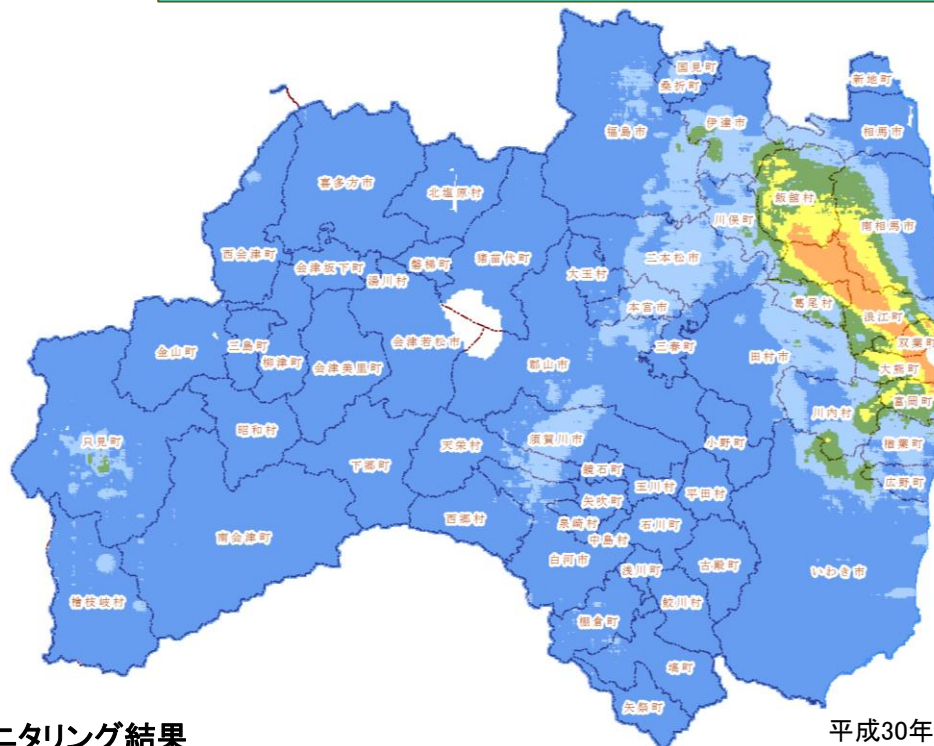 国見町
桑折町
新地町
伊達市
相馬市
福島市
喜多方市
北塩原村
飯舘村
川俣町
南相馬市
西会津町
会津坂下町
湯川村
磐梯町
猪苗代町
大玉村
二本松市
本宮市
葛尾村
浪江町
双葉町
大熊町
金山町
三島町
柳津町
会津美里町
会津若松市
郡山市
三春町
田村市
富岡町
川内村
楢葉町
広野町
只見町
昭和村
下郷町
天栄村
須賀川市
小野町
鏡石町
玉川村
平田村
矢吹町
西郷村
泉崎村
中島村
石川町
南会津町
白河市
浅川町
古殿町
いわき市
檜枝岐村
鮫川村
棚倉町
塙町
矢祭町
ニタリング結果
平成30年